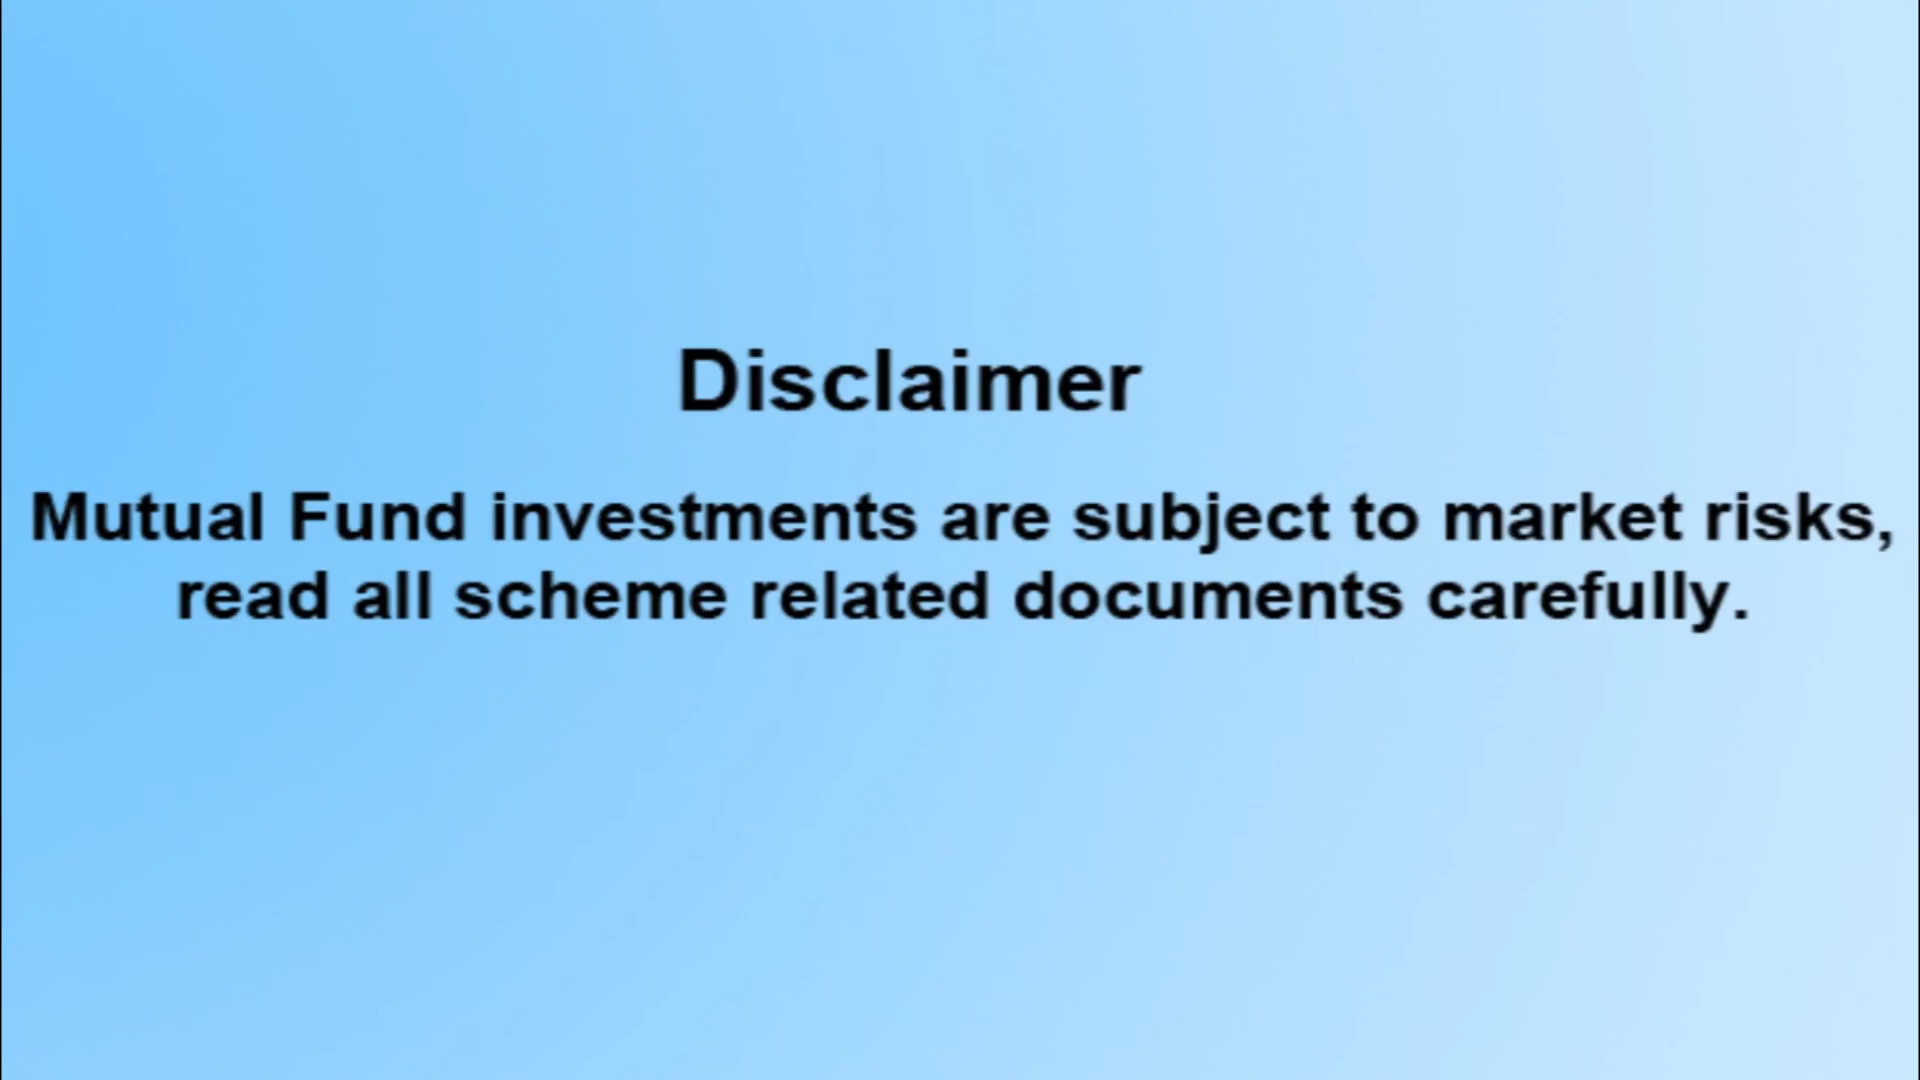 Disclaimer
Mutual Fund investments are subject to market risks,
read all scheme related documents carefully.